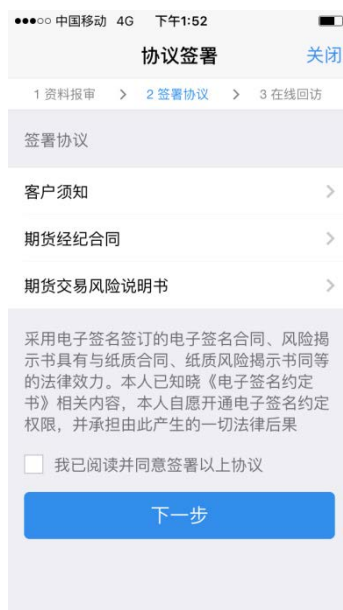 中国移动 4G 下午1:52
协议签署 关闭
1 资料报审 > 2 签署协议 > 3 在线回访
签署协议
客户须知 >
期货经纪合同 >
期货交易风险说明书 >
采用电子签名签订的电子签名合同、风险揭
示书具有与纸质合同、纸质风险揭示书同等
的法律效力。本人已知晓《电子签名约定
书》相关内容，本人自愿开通电子签名约定
权限，并承担由此产生的一切法律后果
我已阅读并同意签署以上协议
下一步